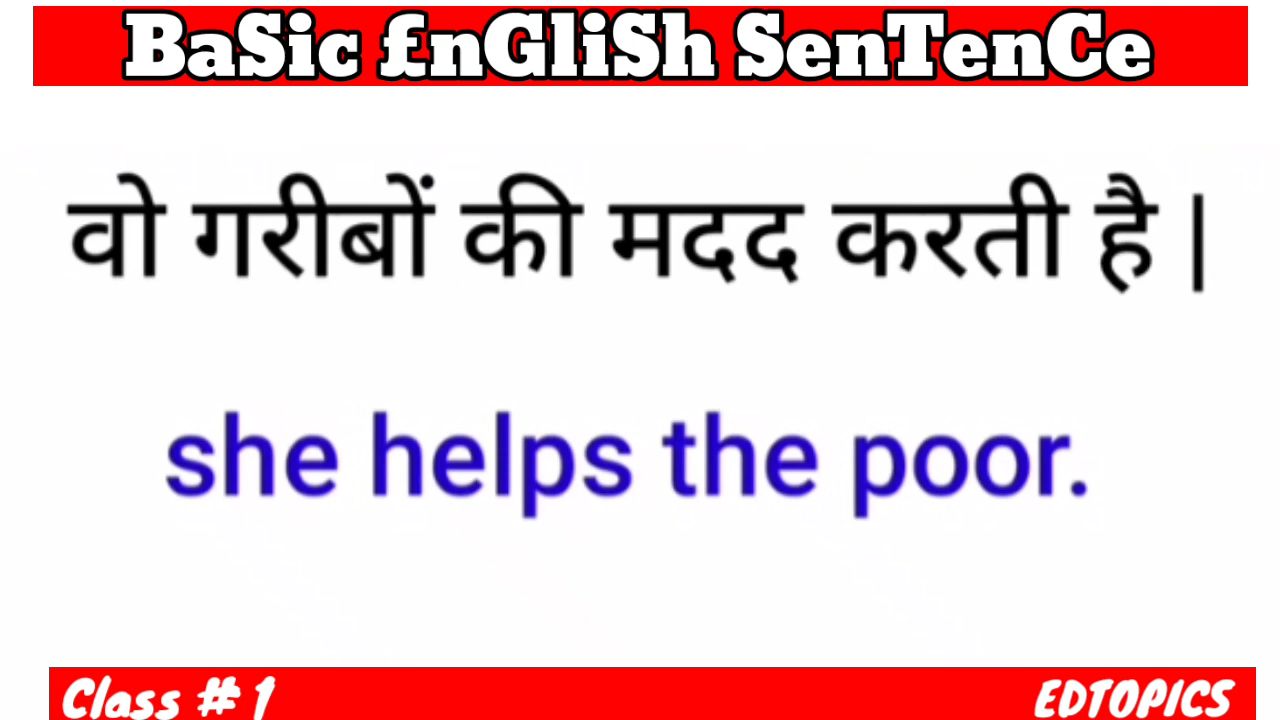 BaSic £nGliSh SenTenCe
वो गरीबों की मदद करती है |
she helps the poor.
Class # 1
EDTOPICS